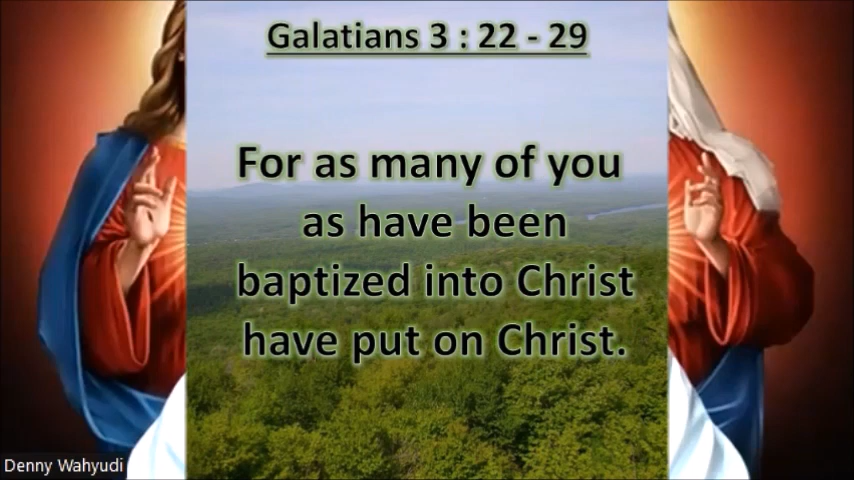 Galatians 3 : 22 - 29
For as many of you
as have been
baptized into Christ
have put on Christ.
Denny Wahyudi